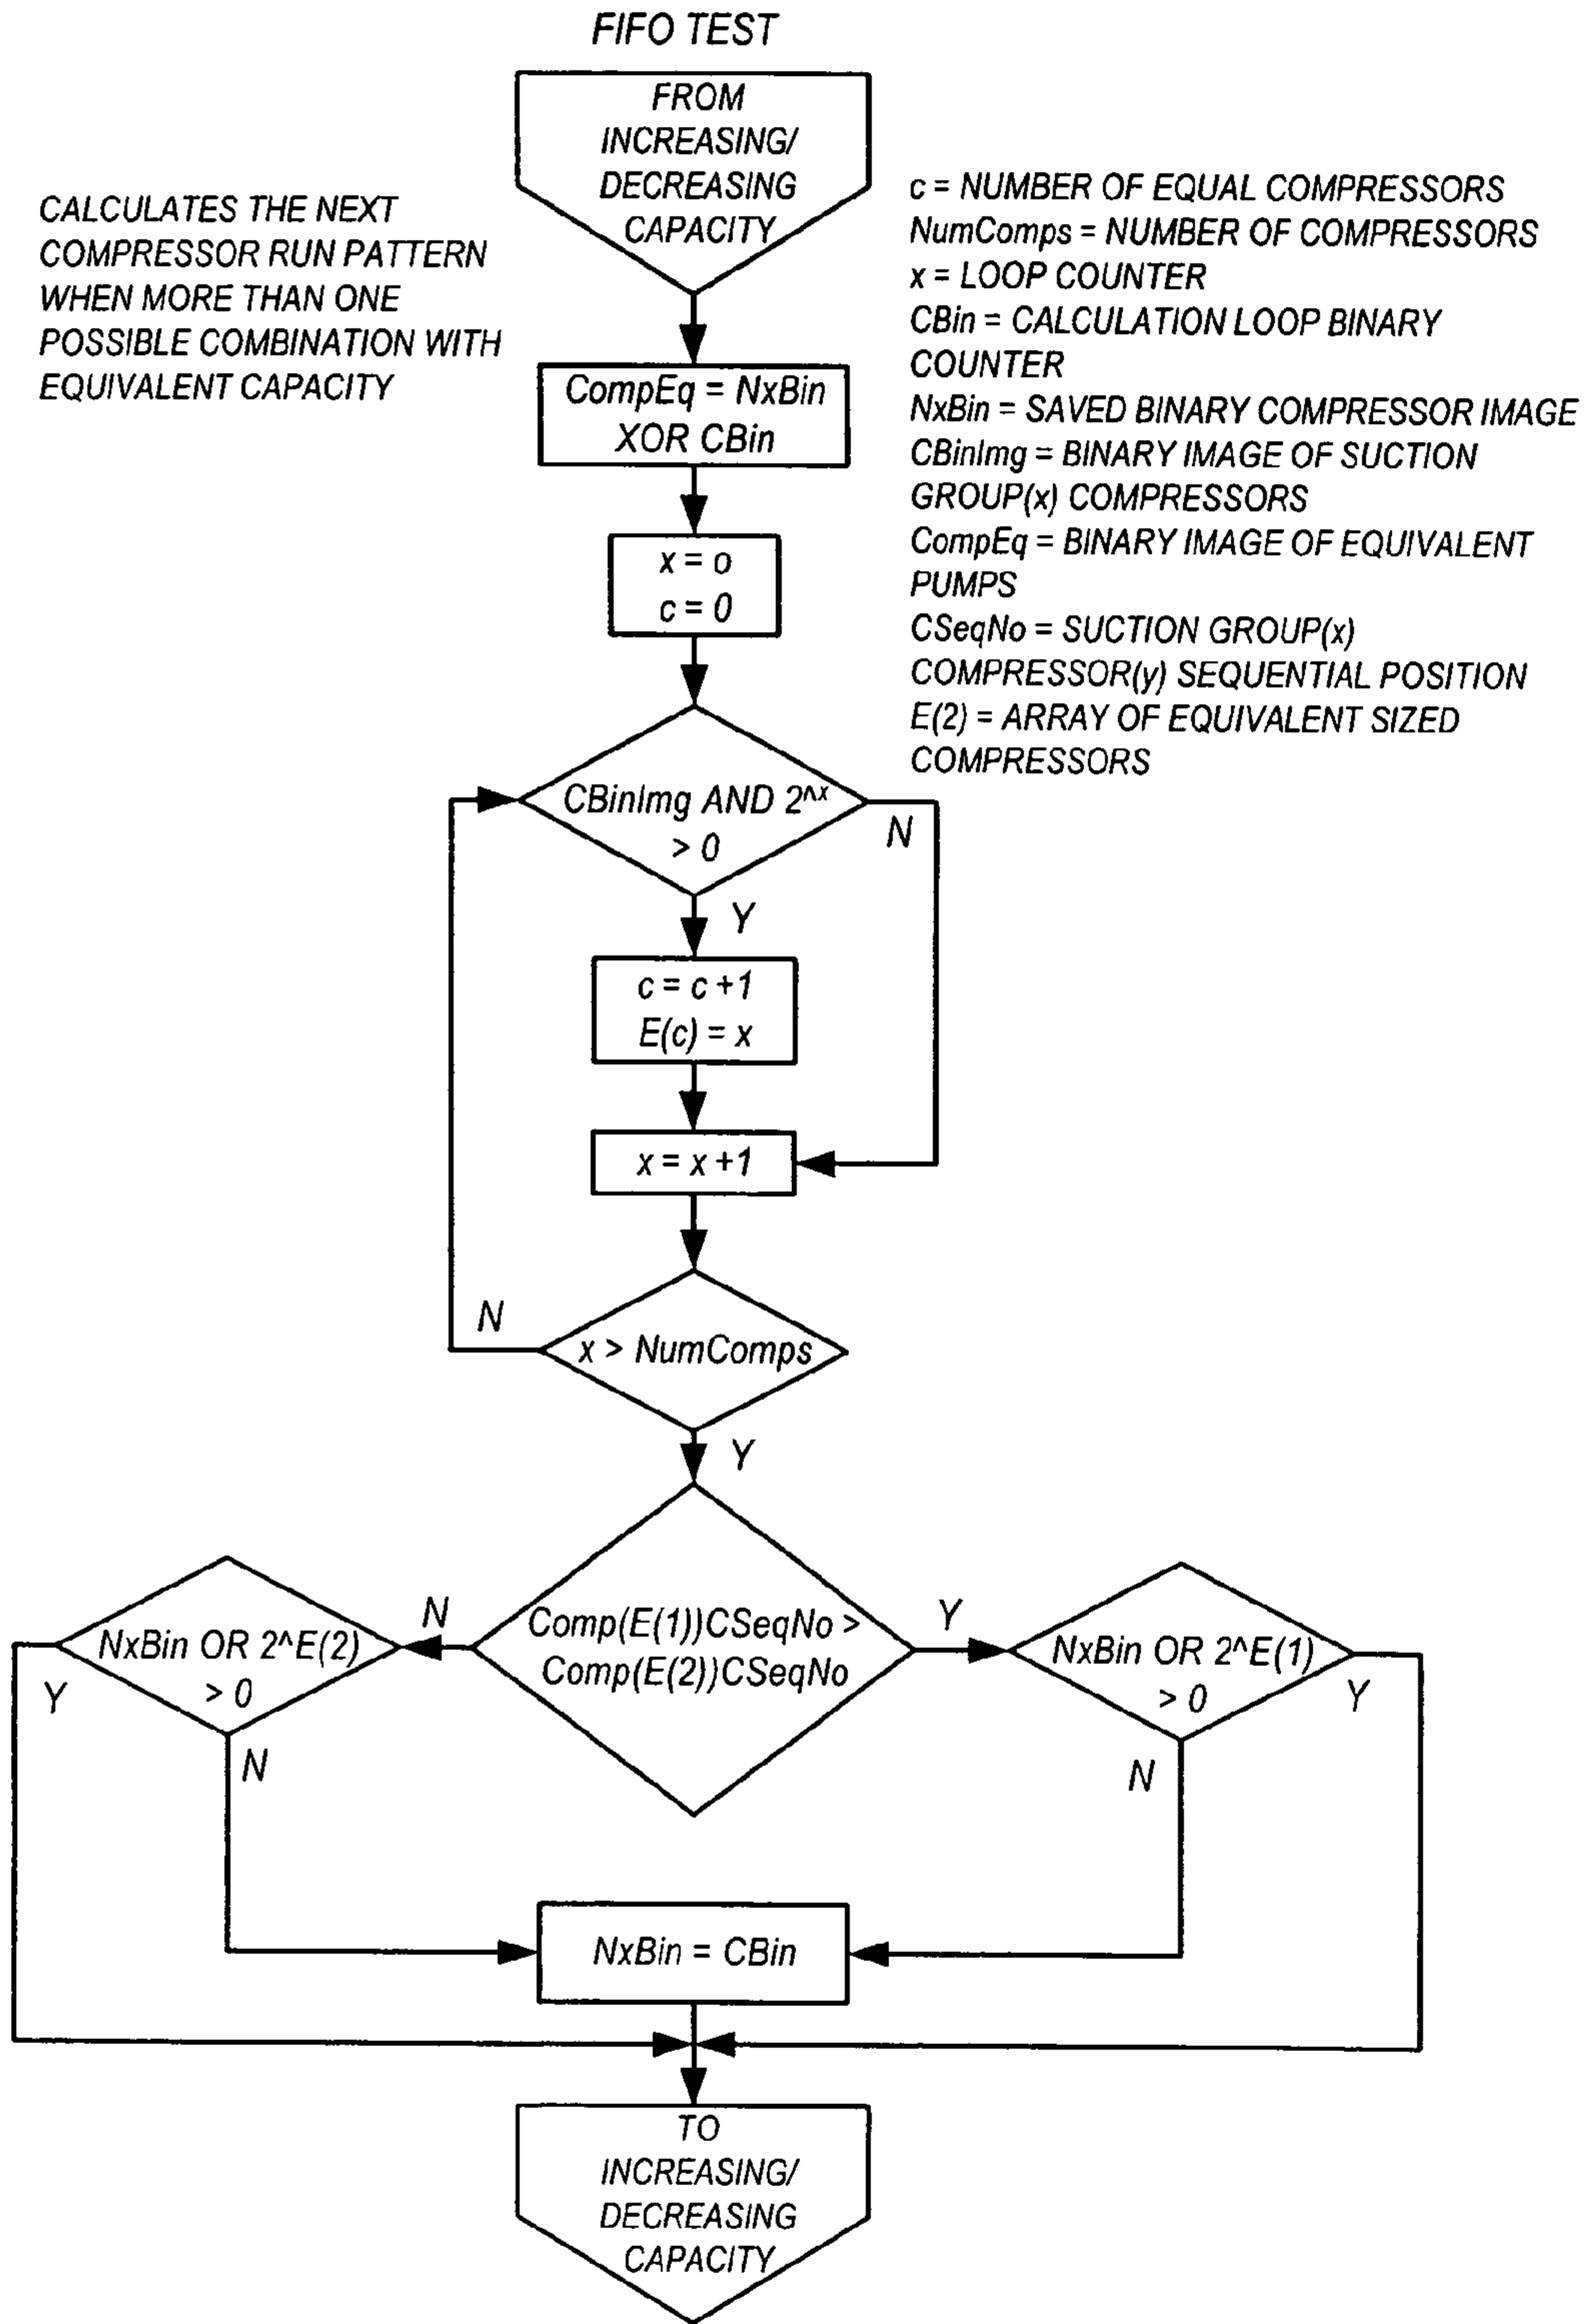 FIFO TEST
FROM
INCREASING/
DECREASING
CAPACITY
CALCULATES THE NEXT
COMPRESSOR RUN PATTERN
WHEN MORE THAN ONE
POSSIBLE COMBINATION WITH
EQUIVALENT CAPACITY
c = NUMBER OF EQUAL COMPRESSORS
NumComps = NUMBER OF COMPRESSORS
x = LOOP COUNTER
CBin = CALCULATION LOOP BINARY
COUNTER
NxBin = SAVED BINARY COMPRESSOR IMAGE
CBinImg = BINARY IMAGE OF SUCTION
GROUP(x) COMPRESSORS
CompEq = BINARY IMAGE OF EQUIVALENT
PUMPS
CSeqNo = SUCTION GROUP(x)
COMPRESSOR(y) SEQUENTIAL POSITION
E(2) = ARRAY OF EQUIVALENT SIZED
COMPRESSORS
CompEq = NxBin
XOR CBin
x = o
c = 0
CBinImg AND 2^x
> 0
N
Y
c = c +1
E(c) = x
x = x +1
N
x > NumComps
Y
Comp(E(1))CSeqNo >
Comp(E(2))CSeqNo
N
Y
NxBin OR 2^E(2)
> 0
Y
N
NxBin OR 2^E(1)
> 0
Y
N
NxBin = CBin
TO
INCREASING/
DECREASING
CAPACITY